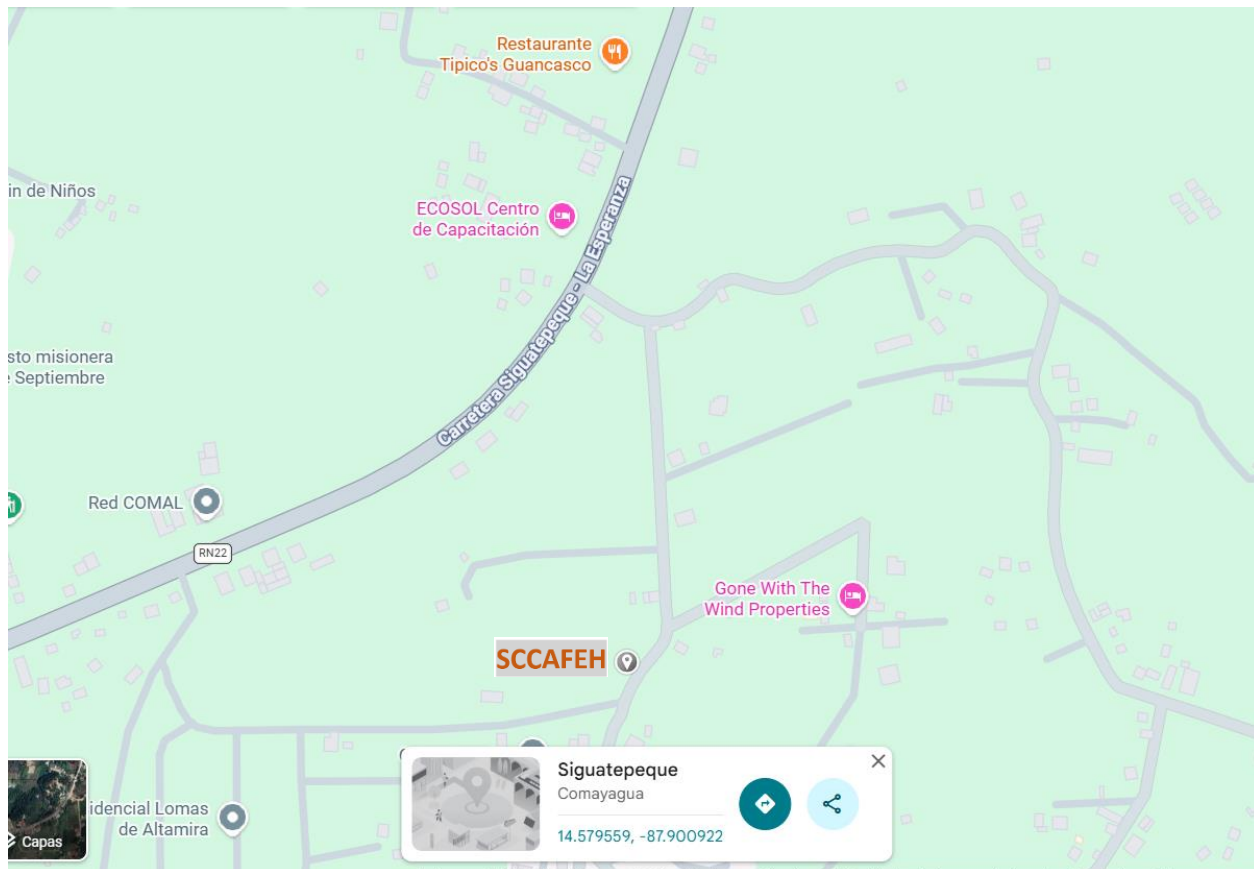 Restaurante
Tipico's Guancasco
in de Niños
ECOSOL Centro
de Capacitación
Carretera Siguatepeque - La Esperanza
sto misionera
Septiembre
Red COMAL
RN22
Gone With The
Wind Properties
SCCAFEH
idencial Lomas
de Altamira
Capas
Siguatepeque
Comayagua
14.579559, -87.900922